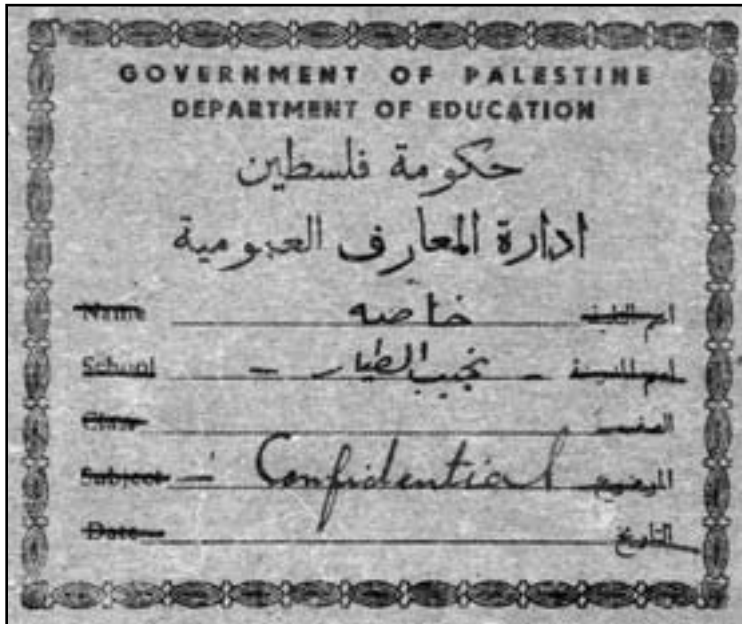 GOVERNMENT OF PALESTINE
DEPARTMENT OF EDUCATION
حكومة فلسطين
ادارة المعارف العمومية
Name خاصه اسم التلميذ
School - نجيب الطيار - اسم المدرسة
Class الصف
Subject - Confidential الموضوع
Date التاريخ